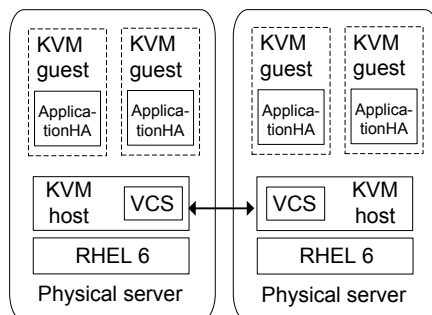 KVM
guest
Applica-
tionHA
KVM
guest
Applica-
tionHA
KVM
host
VCS
RHEL 6
Physical server
KVM
guest
Applica-
tionHA
KVM
guest
Applica-
tionHA
VCS
KVM
host
RHEL 6
Physical server